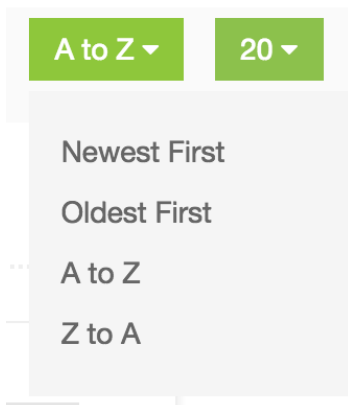 A to Z 20
Newest First
Oldest First
A to Z
Z to A